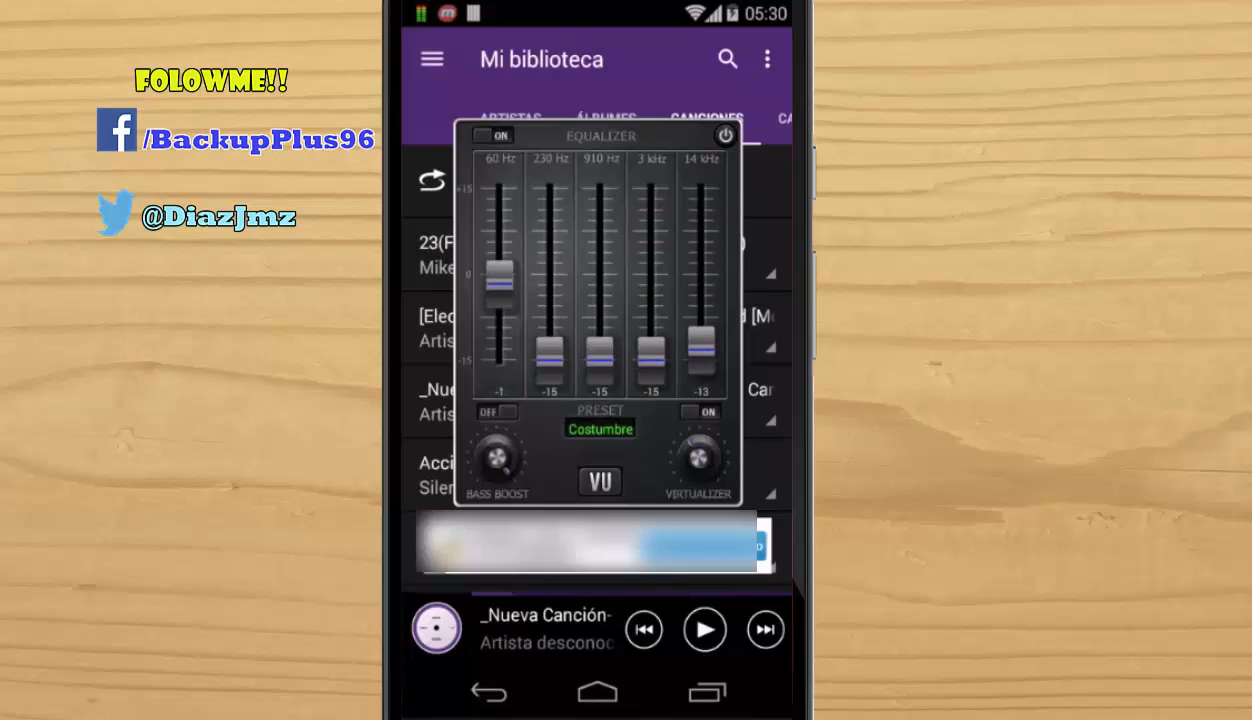 05:30
FOLOWME!!
/BackupPlus96
@DiazJmz
Mi biblioteca
ARTISTAS ÁLBUMES CANCIONES
ON EQUALIZER
60 Hz 230 Hz 910 Hz 3 kHz 14 kHz
+15
0
-15
-1 -15 -15 -15 -13
23(F
Mike
[Elec d [Mo
Artis
_Nue Car
Artis
Acci
Siler
OFF PRESET ON
Costumbre
VU
BASS BOOST VIRTUALIZER
_Nueva Canción-
Artista desconoc